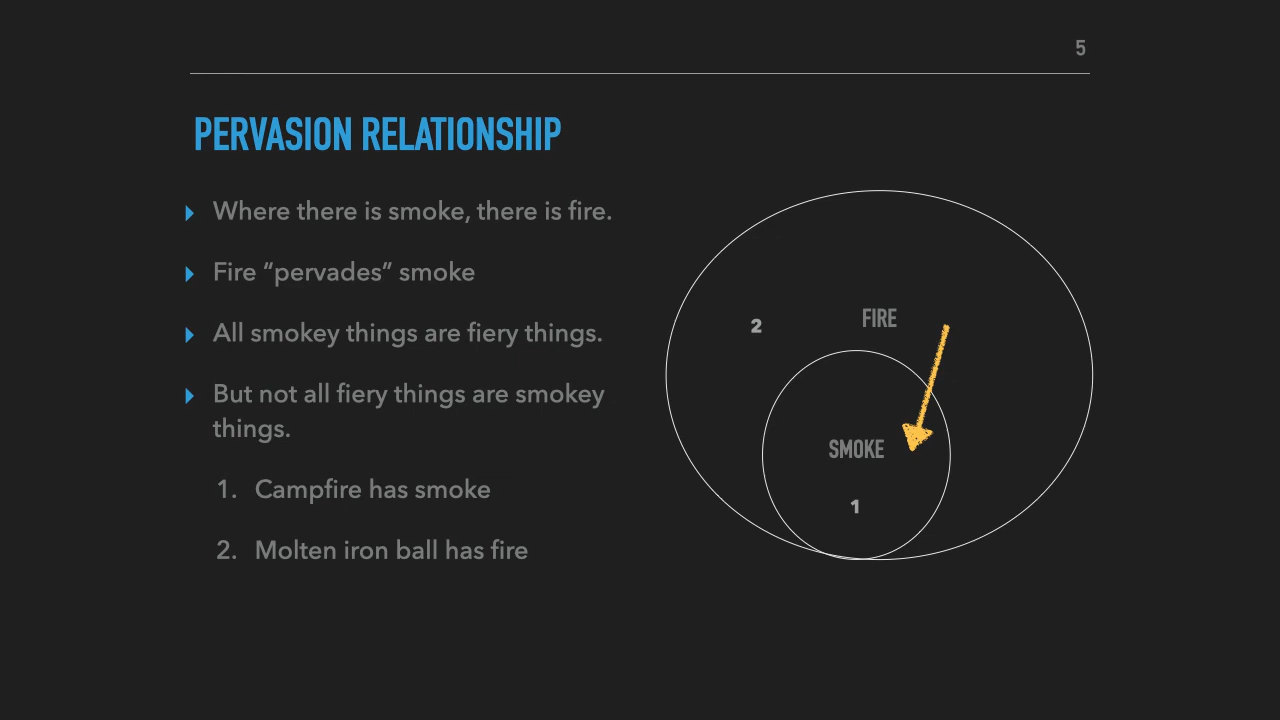 5
PERVASION RELATIONSHIP
Where there is smoke, there is fire.
Fire “pervades” smoke
All smokey things are fiery things.
But not all fiery things are smokey
things.
1. Campfire has smoke
2. Molten iron ball has fire
2
FIRE
SMOKE
1